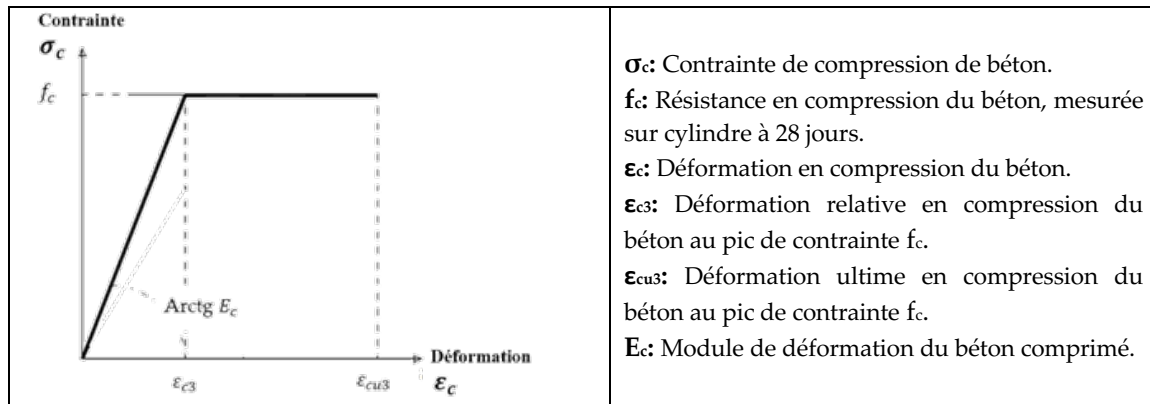 Contrainte
σc
fc
Arctg Ec
Déformation
εc3
εcu3
εc
σc: Contrainte de compression de béton.
fc: Résistance en compression du béton, mesurée
sur cylindre à 28 jours.
εc: Déformation en compression du béton.
εc3: Déformation relative en compression du
béton au pic de contrainte fc.
εcu3: Déformation ultime en compression du
béton au pic de contrainte fc.
Ec: Module de déformation du béton comprimé.